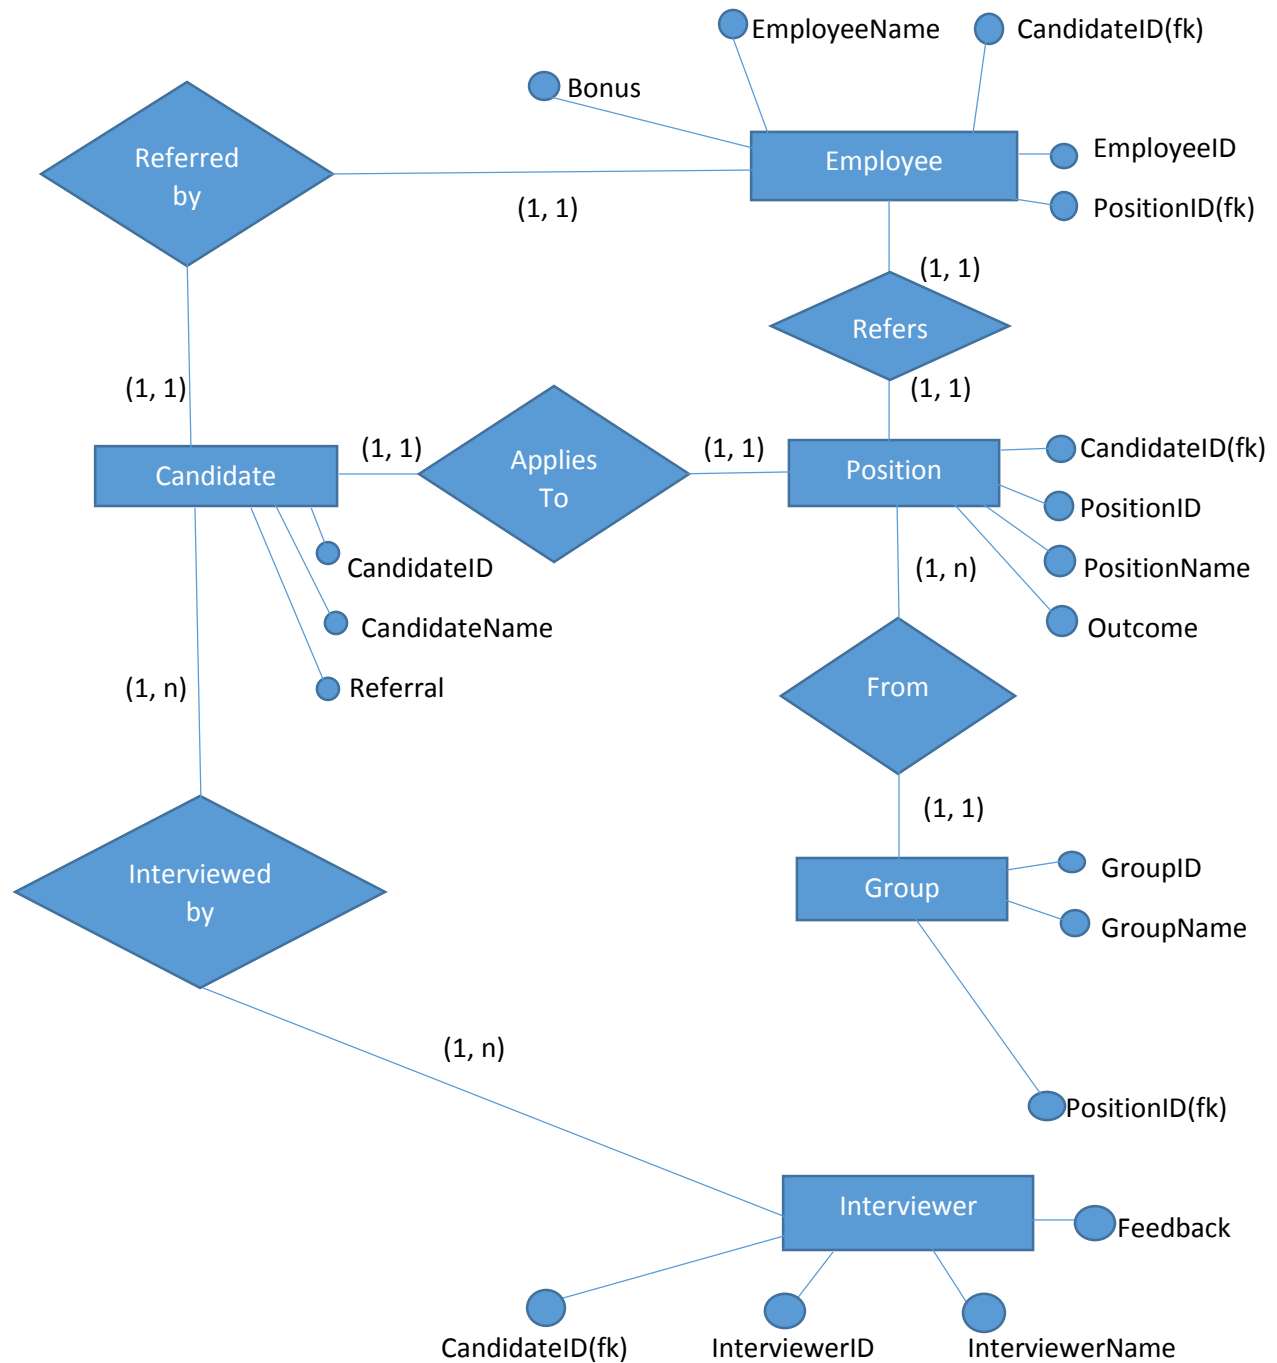 EmployeeName
CandidateID(fk)
Bonus
Referred
by
Employee
EmployeeID
PositionID(fk)
(1, 1)
(1, 1)
Refers
(1, 1)
(1, 1)
Candidate
(1, 1)
Applies
To
(1, 1)
Position
CandidateID(fk)
PositionID
PositionName
Outcome
CandidateID
CandidateName
Referral
(1, n)
(1, n)
From
(1, 1)
Interviewed
by
Group
GroupID
GroupName
(1, n)
PositionID(fk)
Interviewer
Feedback
CandidateID(fk)
InterviewerID
InterviewerName